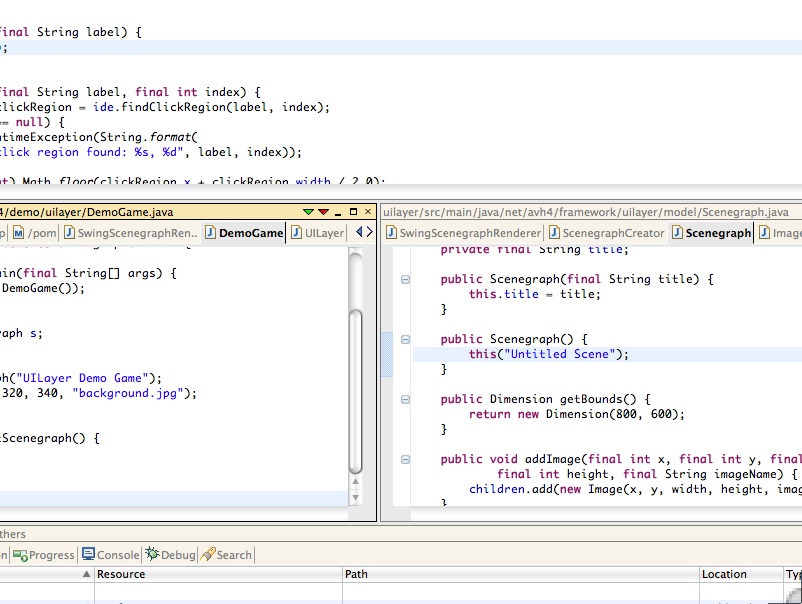 final String label) {
;
final String label, final int index) {
clickRegion = ide.findClickRegion(label, index);
== null) {
ntimeException(String.format(
click region found: %s, %d", label, index));
t) Math.floor(clickRegion.x + clickRegion.width / 2.0);
4/demo/uilayer/DemoGame.java
p /pom SwingScenegraphRen.. DemoGame UILayer
ain(final String[] args) {
DemoGame());
raph s;
ph("UILayer Demo Game");
320, 340, "background.jpg");
tScenegraph() {
uilayer/src/main/java/net/avh4/framework/uilayer/model/Scenegraph.java
SwingScenegraphRenderer ScenegraphCreator Scenegraph Image
private final String title;
public Scenegraph(final String title) {
this.title = title;
}
public Scenegraph() {
this("Untitled Scene");
}
public Dimension getBounds() {
return new Dimension(800, 600);
}
public void addImage(final int x, final int y, final
final int height, final String imageName) {
children.add(new Image(x, y, width, height, imag
}
thers
n Progress Console Debug Search
Resource Path Location Typ